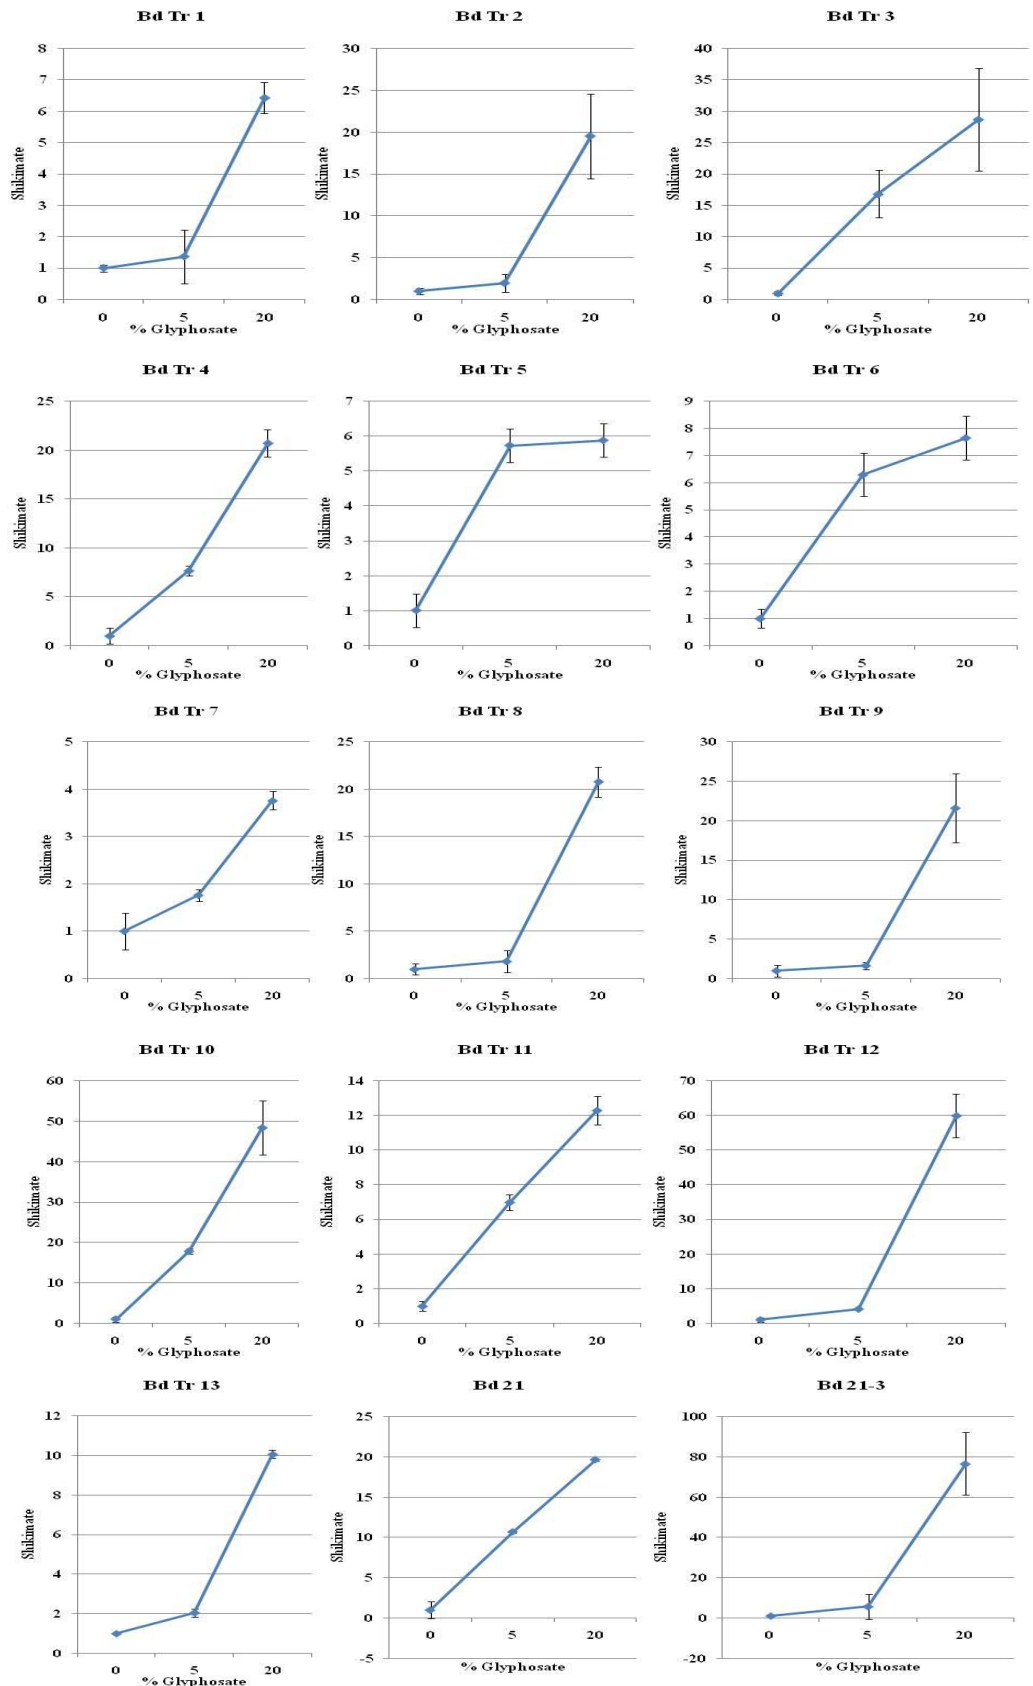 Bd Tr 1
8
7
6
5
4
3
2
1
0
Shikimate
0 5 20
% Glyphosate
Bd Tr 2
30
25
20
15
10
5
0
Shikimate
0 5 20
% Glyphosate
Bd Tr 3
40
35
30
25
20
15
10
5
0
Shikimate
0 5 20
% Glyphosate
Bd Tr 4
25
20
15
10
5
0
Shikimate
0 5 20
% Glyphosate
Bd Tr 5
7
6
5
4
3
2
1
0
Shikimate
0 5 20
% Glyphosate
Bd Tr 6
9
8
7
6
5
4
3
2
1
0
Shikimate
0 5 20
% Glyphosate
Bd Tr 7
5
4
3
2
1
0
Shikimate
0 5 20
% Glyphosate
Bd Tr 8
25
20
15
10
5
0
Shikimate
0 5 20
% Glyphosate
Bd Tr 9
30
25
20
15
10
5
0
Shikimate
0 5 20
% Glyphosate
Bd Tr 10
60
50
40
30
20
10
0
Shikimate
0 5 20
% Glyphosate
Bd Tr 11
14
12
10
8
6
4
2
0
Shikimate
0 5 20
% Glyphosate
Bd Tr 12
70
60
50
40
30
20
10
0
Shikimate
0 5 20
% Glyphosate
Bd Tr 13
12
10
8
6
4
2
0
Shikimate
0 5 20
% Glyphosate
Bd 21
25
20
15
10
5
0
-5
Shikimate
0 5 20
% Glyphosate
Bd 21-3
100
80
60
40
20
0
-20
Shikimate
0 5 20
% Glyphosate